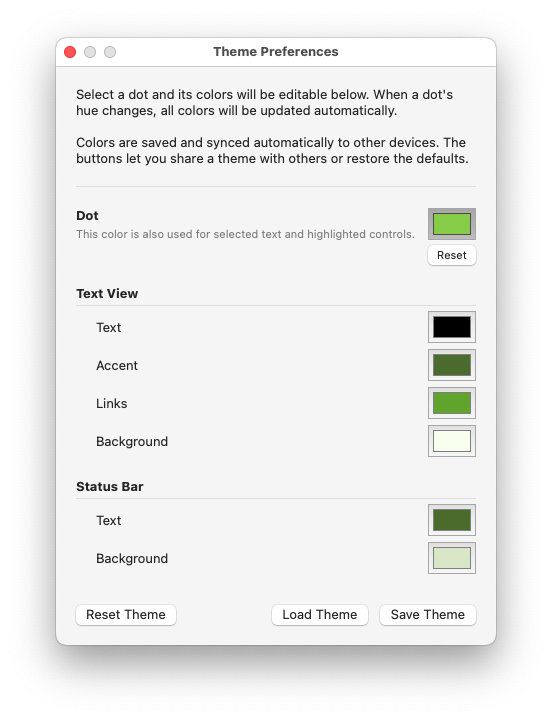 Theme Preferences
Select a dot and its colors will be editable below. When a dot's
hue changes, all colors will be updated automatically.
Colors are saved and synced automatically to other devices. The
buttons let you share a theme with others or restore the defaults.
Dot
This color is also used for selected text and highlighted controls.
Reset
Text View
Text
Accent
Links
Background
Status Bar
Text
Background
Reset Theme
Load Theme
Save Theme